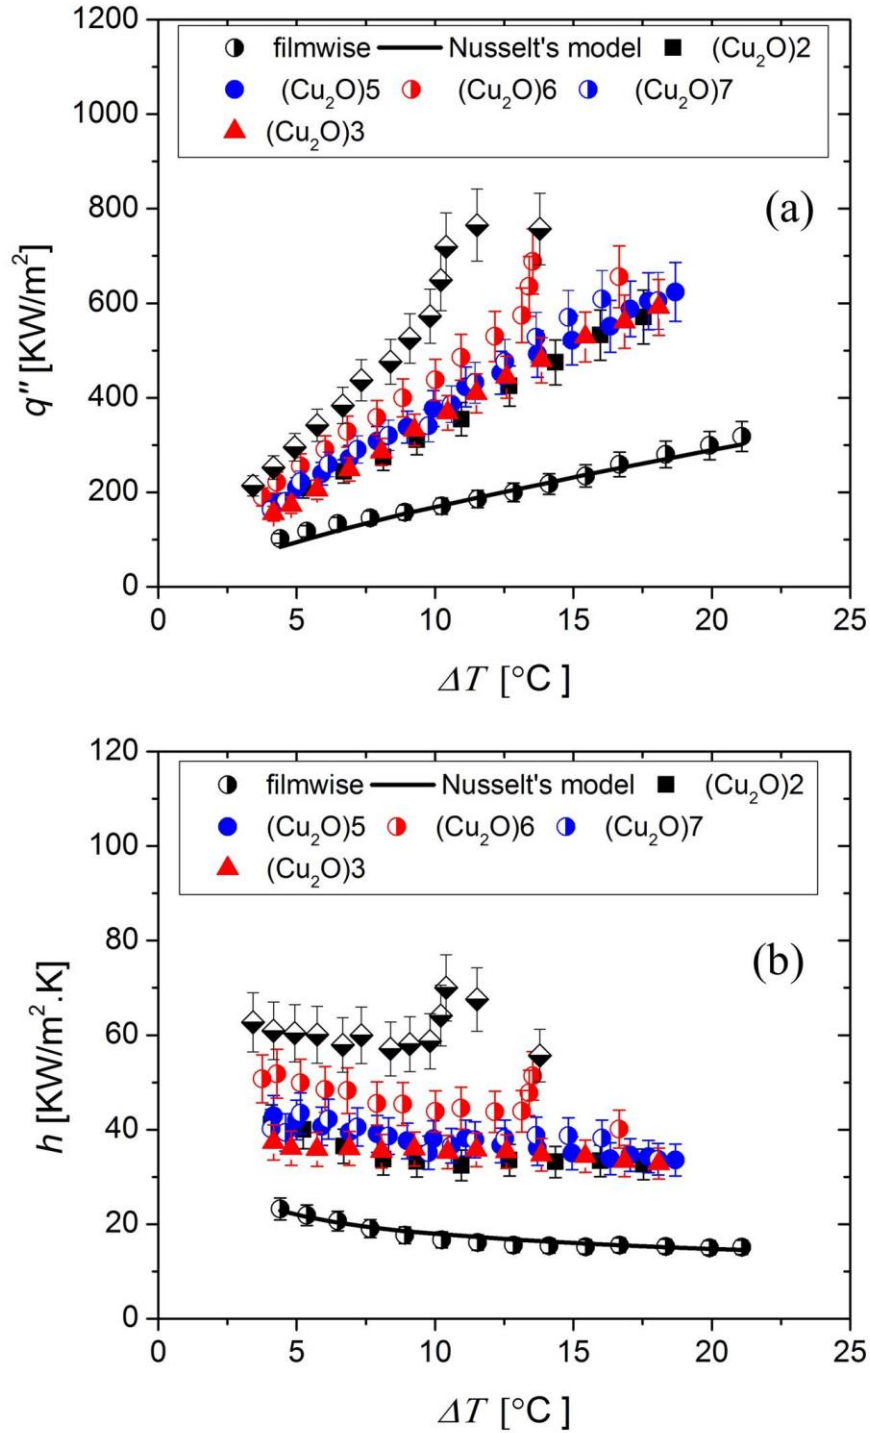 1200
filmwise Nusselt's model (Cu₂O)2
(Cu₂O)5 (Cu₂O)6 (Cu₂O)7
(Cu₂O)3
1000
800
(a)
600
400
200
0
q″ [KW/m²]
0 5 10 15 20 25
ΔT [°C ]
120
filmwise Nusselt's model (Cu₂O)2
(Cu₂O)5 (Cu₂O)6 (Cu₂O)7
(Cu₂O)3
100
80
(b)
60
40
20
0
h [KW/m².K]
0 5 10 15 20 25
ΔT [°C ]